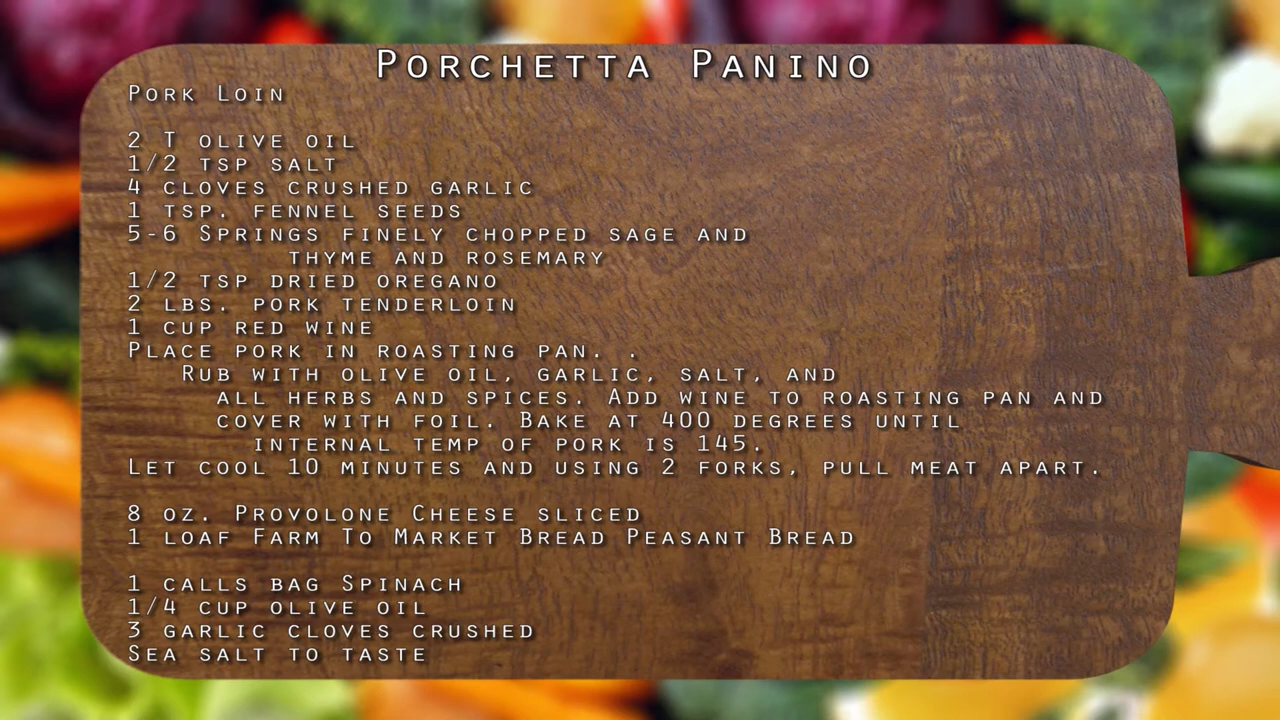 Porchetta Panino
Pork Loin
2 T olive oil
1/2 tsp salt
4 cloves crushed garlic
1 tsp. fennel seeds
5-6 Springs finely chopped sage and
thyme and rosemary
1/2 tsp dried oregano
2 lbs. pork tenderloin
1 cup red wine
Place pork in roasting pan. .
Rub with olive oil, garlic, salt, and
all herbs and spices. Add wine to roasting pan and
cover with foil. Bake at 400 degrees until
internal temp of pork is 145.
Let cool 10 minutes and using 2 forks, pull meat apart.
8 oz. Provolone Cheese sliced
1 loaf Farm To Market Bread Peasant Bread
1 calls bag Spinach
1/4 cup olive oil
3 garlic cloves crushed
Sea salt to taste